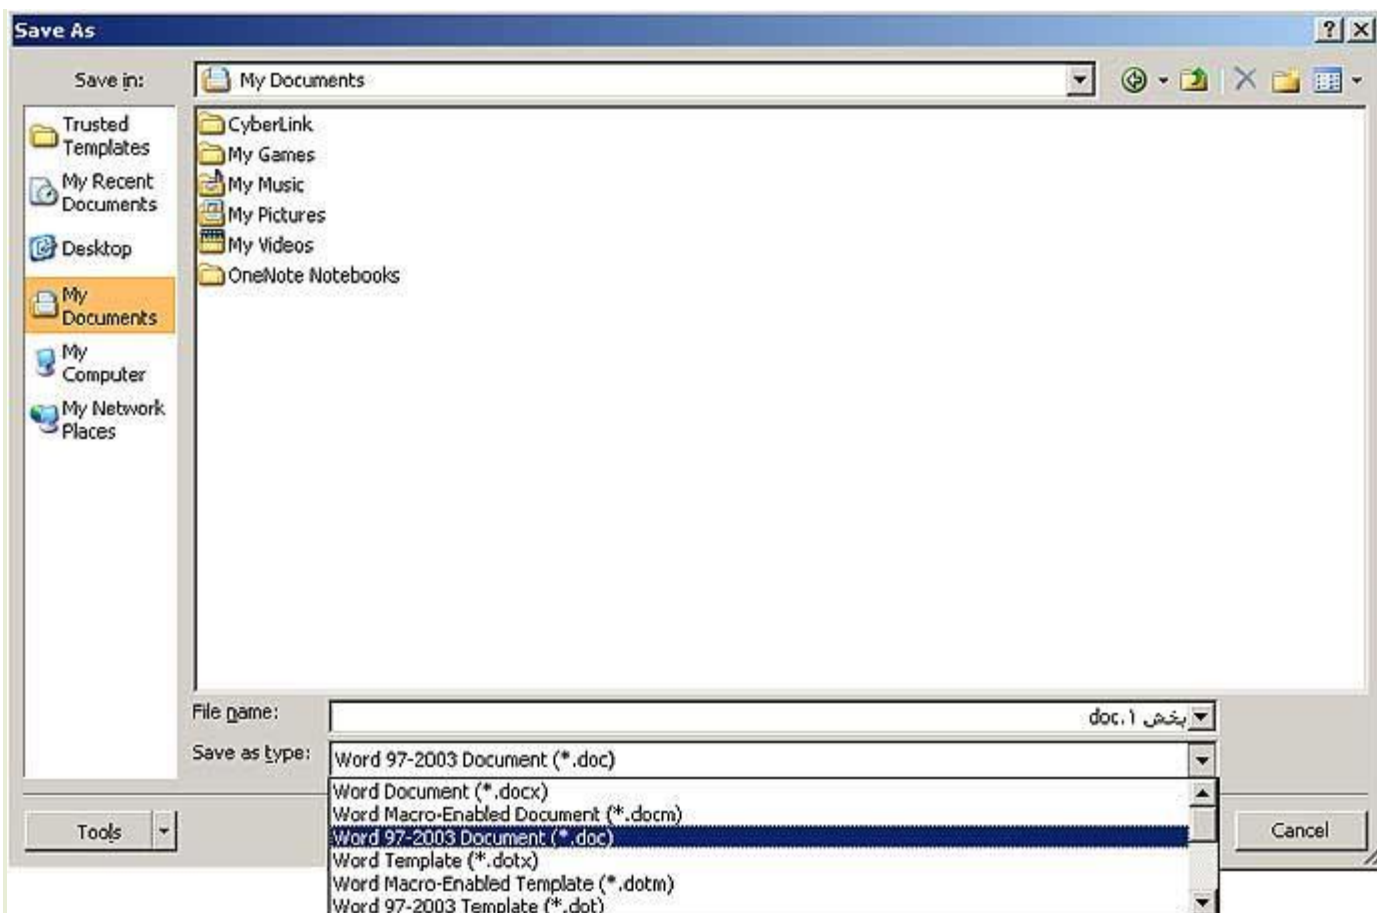 Save As
Save in:
My Documents
Trusted
Templates
My Recent
Documents
Desktop
My
Documents
My
Computer
My Network
Places
CyberLink
My Games
My Music
My Pictures
My Videos
OneNote Notebooks
File name:
بخش ۱.doc
Save as type:
Word 97-2003 Document (*.doc)
Word Document (*.docx)
Word Macro-Enabled Document (*.docm)
Word 97-2003 Document (*.doc)
Word Template (*.dotx)
Word Macro-Enabled Template (*.dotm)
Word 97-2003 Template (*.dot)
Tools
Cancel